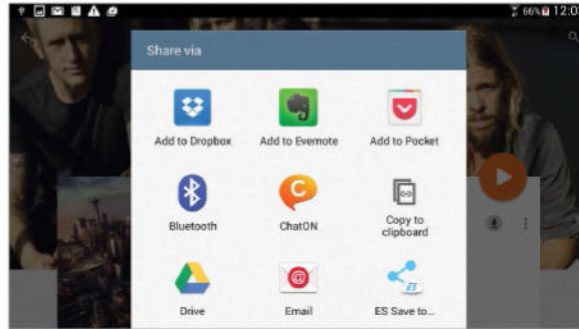 66% 12:03
Share via
Add to Dropbox
Add to Evernote
Add to Pocket
Bluetooth
ChatON
Copy to
clipboard
Drive
Email
ES Save to...